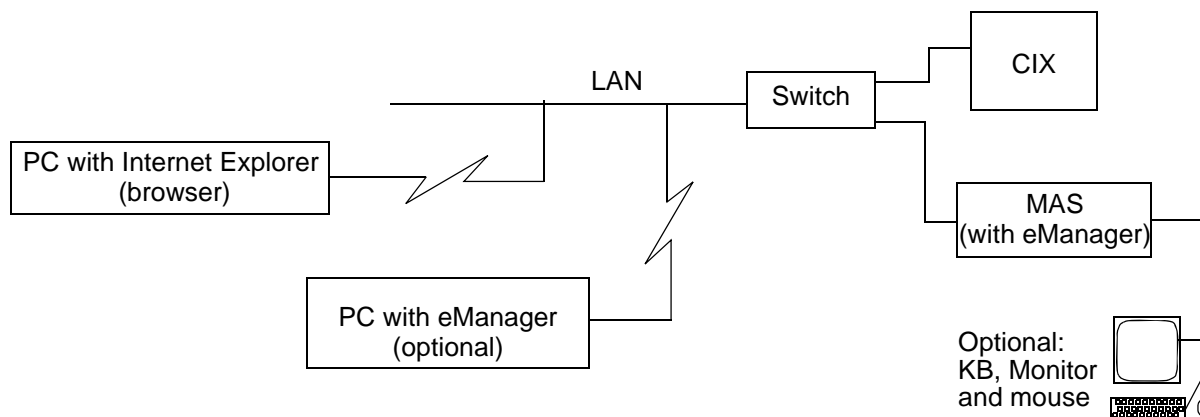 LAN
CIX
Switch
PC with Internet Explorer
(browser)
MAS
(with eManager)
PC with eManager
(optional)
Optional:
KB, Monitor
and mouse